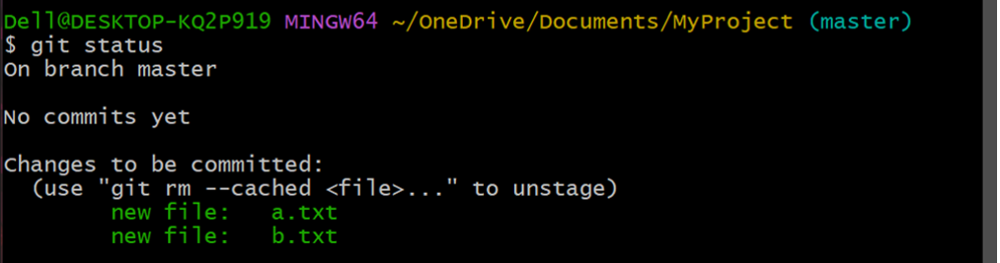 Dell@DESKTOP-KQ2P919 MINGW64 ~/OneDrive/Documents/MyProject (master)
$ git status
On branch master
No commits yet
Changes to be committed:
(use "git rm --cached <file>..." to unstage)
new file: a.txt
new file: b.txt